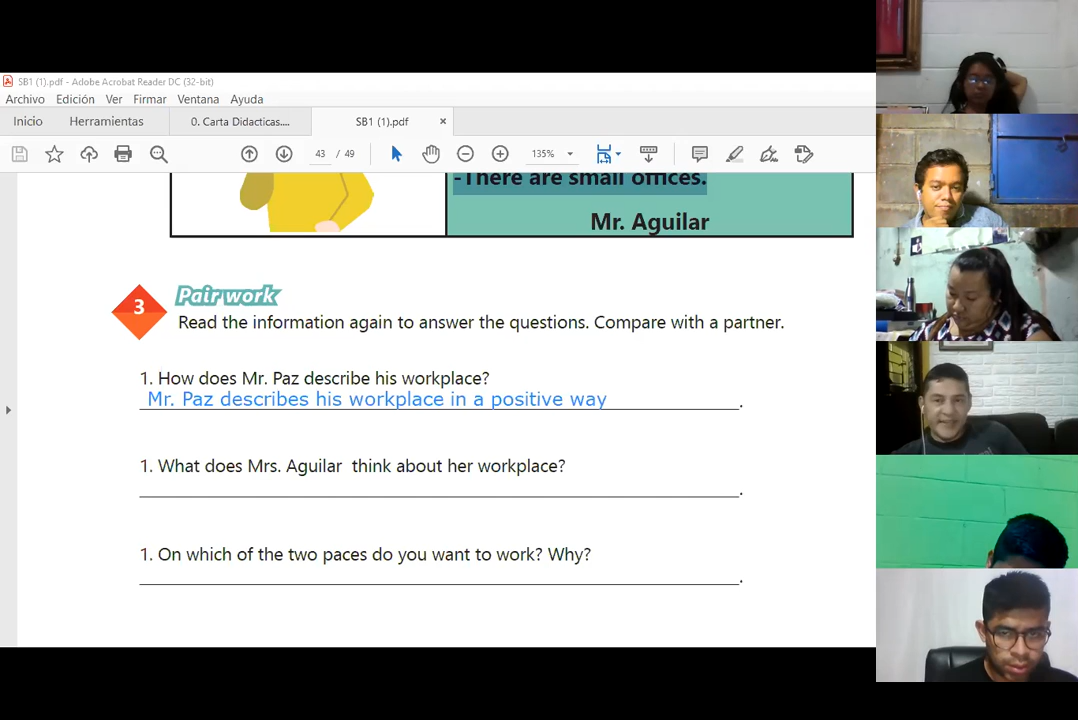 SB1 (1).pdf - Adobe Acrobat Reader DC (32-bit)
Archivo Edición Ver Firmar Ventana Ayuda
Inicio Herramientas 0. Carta Didacticas.... SB1 (1).pdf ×
43 / 49 135%
-There are small offices.
Mr. Aguilar
3 Pair work
Read the information again to answer the questions. Compare with a partner.
1. How does Mr. Paz describe his workplace?
Mr. Paz describes his workplace in a positive way.
1. What does Mrs. Aguilar think about her workplace?
.
1. On which of the two paces do you want to work? Why?
.